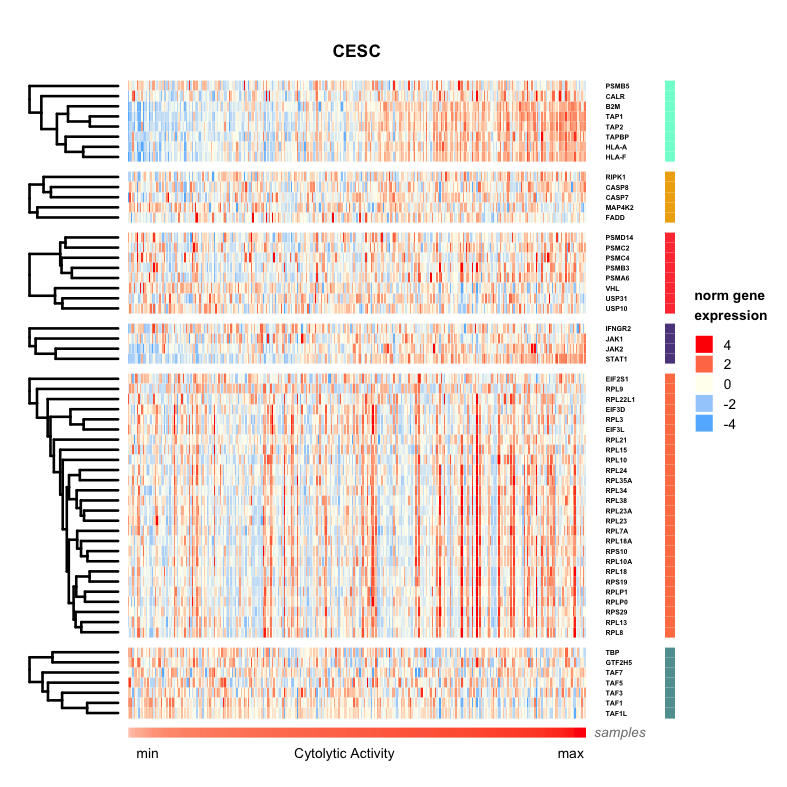 CESC
PSMB5
CALR
B2M
TAP1
TAP2
TAPBP
HLA-A
HLA-F
RIPK1
CASP8
CASP7
MAP4K2
FADD
PSMD14
PSMC2
PSMC4
PSMB3
PSMA6
VHL
USP31
USP10
IFNGR2
JAK1
JAK2
STAT1
EIF2S1
RPL9
RPL22L1
EIF3D
RPL3
EIF3L
RPL21
RPL15
RPL10
RPL24
RPL35A
RPL34
RPL38
RPL23A
RPL23
RPL7A
RPL18A
RPS10
RPL10A
RPL18
RPS19
RPLP1
RPLP0
RPS29
RPL13
RPL8
TBP
GTF2H5
TAF7
TAF5
TAF3
TAF1
TAF1L
norm gene
expression
4
2
0
-2
-4
samples
min Cytolytic Activity max